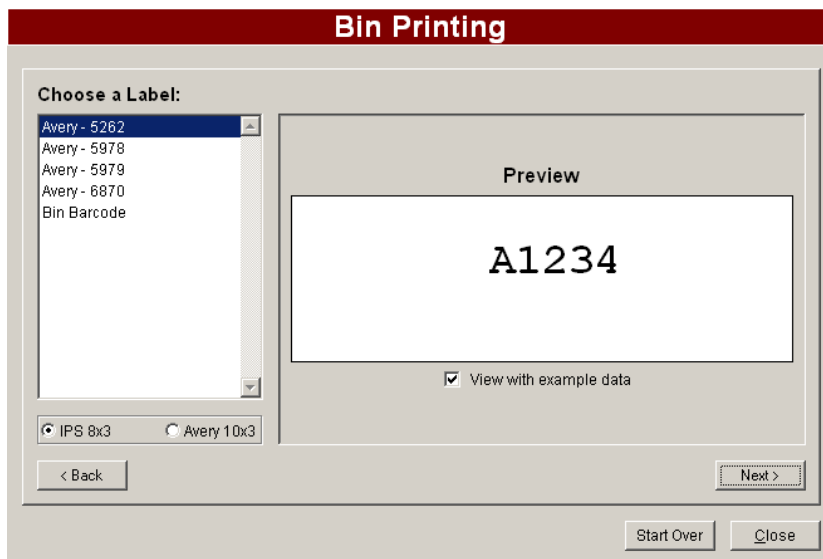 Bin Printing
Choose a Label:
Avery - 5262
Avery - 5978
Avery - 5979
Avery - 6870
Bin Barcode
Preview
A1234
View with example data
IPS 8x3 Avery 10x3
< Back Next >
Start Over Close